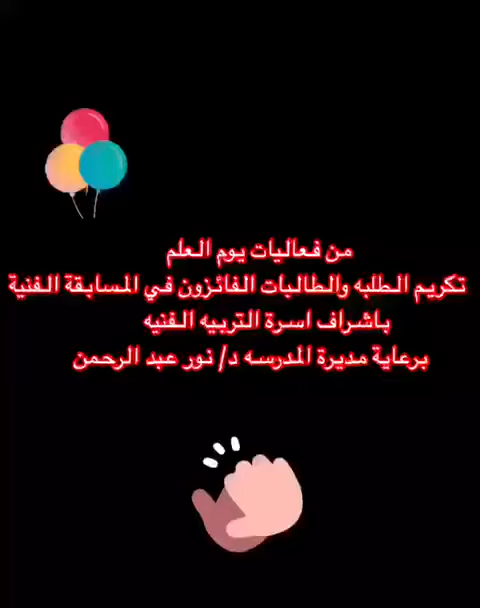 من فعاليات يوم العلم
تكريم الطلبه والطالبات الفائزون في المسابقة الفنية
باشراف اسرة التربيه الفنيه
برعاية مديرة المدرسه د/ نور عبد الرحمن